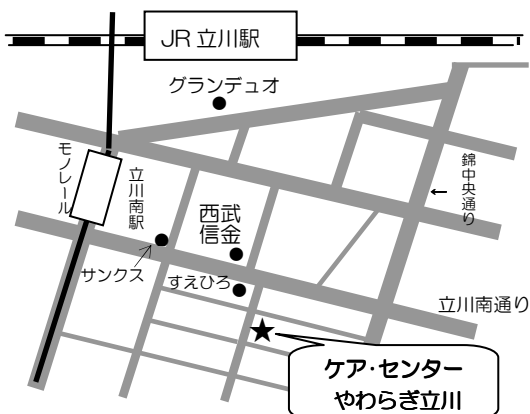 JR 立川駅
グランデュオ
モノレール
立川南駅
錦中央通り
←
西武
信金
サンクス
すえひろ
立川南通り
★
ケア・センター
やわらぎ立川